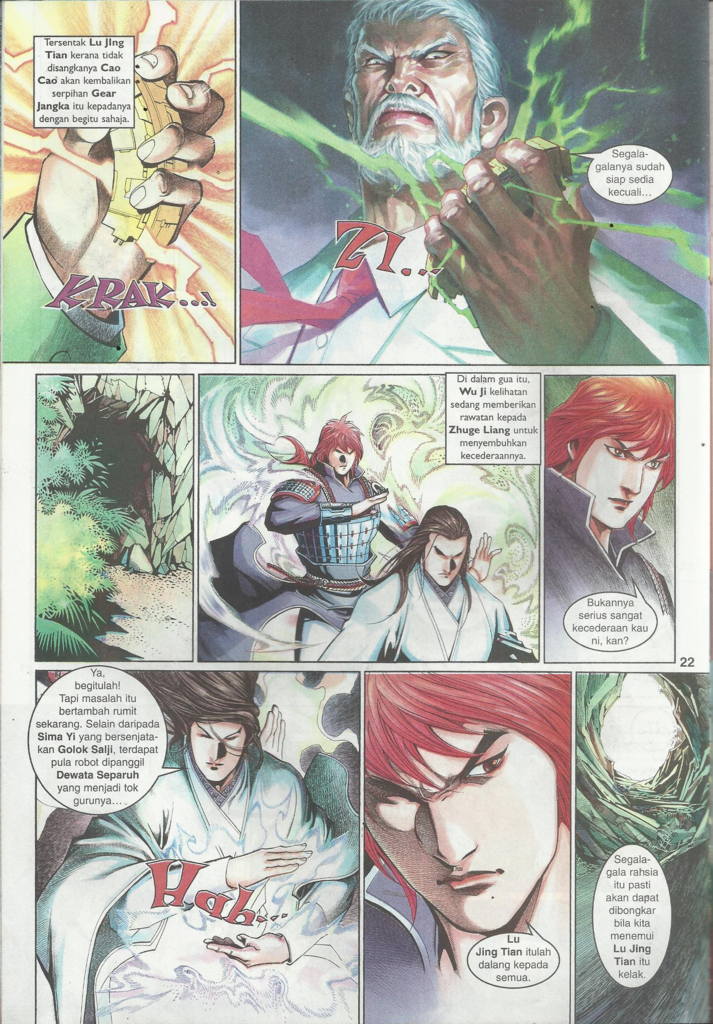 Tersentak Lu JIng
Tian kerana tidak
disangkanya Cao
Cao akan kembalikan
serpihan Gear
Jangka itu kepadanya
dengan begitu sahaja.
KRAK...!
Segala-
galanya sudah
siap sedia
kecuali...
ZI...
Di dalam gua itu,
Wu Ji kelihatan
sedang memberikan
rawatan kepada
Zhuge Liang untuk
menyembuhkan
kecederaannya.
Bukannya
serius sangat
kecederaan kau
ni, kan?
22
Ya,
begitulah!
Tapi masalah itu
bertambah rumit
sekarang. Selain daripada
Sima Yi yang bersenjata-
kan Golok Salji, terdapat
pula robot dipanggil
Dewata Separuh
yang menjadi tok
gurunya...
Hah...
Lu
Jing Tian itulah
dalang kepada
semua.
Segala-
gala rahsia
itu pasti
akan dapat
dibongkar
bila kita
menemui
Lu Jing
Tian itu
kelak.